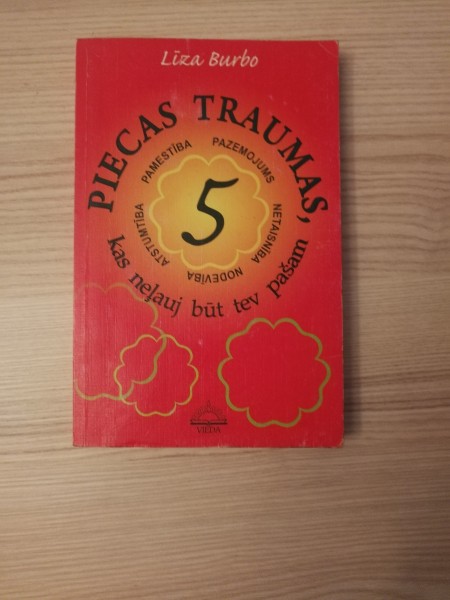 Līza Burbo
PIECAS TRAUMAS,
kas neļauj būt tev pašam
ATSTUMTĪBA
PAMESTĪBA
PAZEMOJUMS
NETAISNĪBA
NODEVĪBA
5
VIEDA